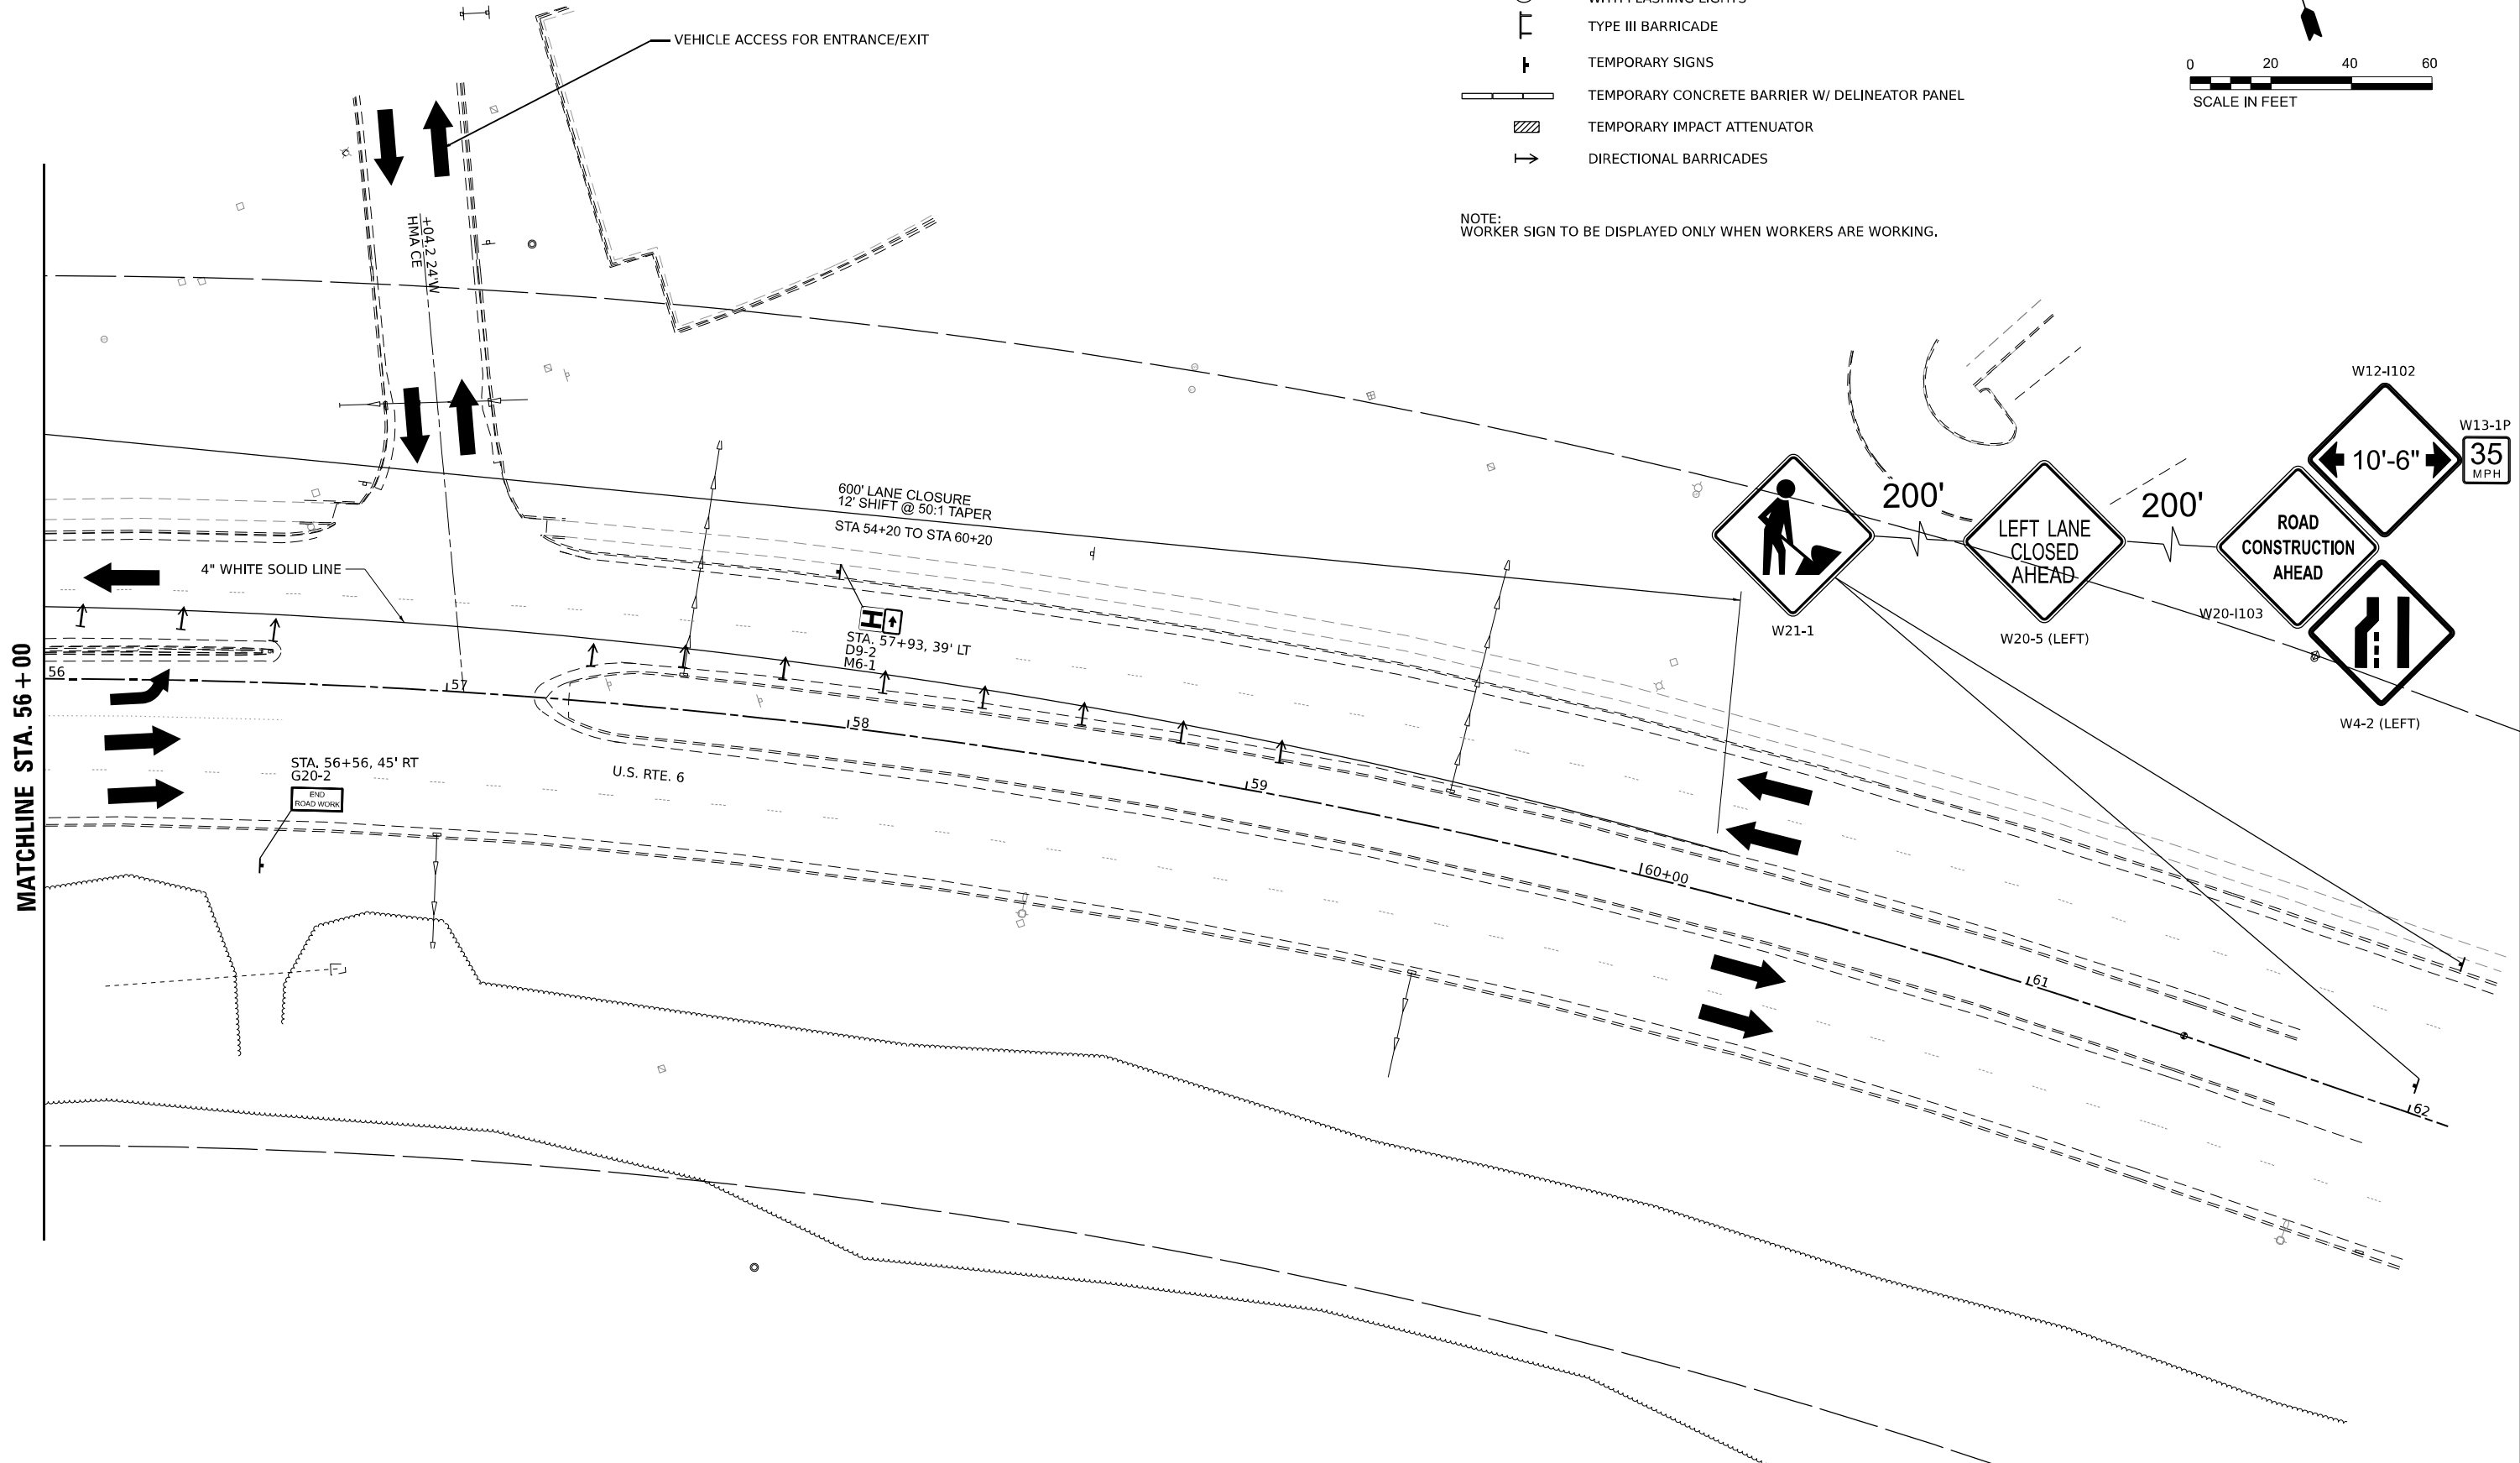 WITH FLASHING LIGHTS
TYPE III BARRICADE
TEMPORARY SIGNS
TEMPORARY CONCRETE BARRIER W/ DELINEATOR PANEL
TEMPORARY IMPACT ATTENUATOR
DIRECTIONAL BARRICADES
0 20 40 60
SCALE IN FEET
NOTE:
WORKER SIGN TO BE DISPLAYED ONLY WHEN WORKERS ARE WORKING.
VEHICLE ACCESS FOR ENTRANCE/EXIT
+04.2 24'W
HMA CE
MATCHLINE STA. 56+00
600' LANE CLOSURE
12' SHIFT @ 50:1 TAPER
STA 54+20 TO STA 60+20
4" WHITE SOLID LINE
H
STA. 57+93, 39' LT
D9-2
M6-1
56
57
58
59
60+00
61
62
STA. 56+56, 45' RT
G20-2
END
ROAD WORK
U.S. RTE. 6
W21-1
200'
LEFT LANE
CLOSED
AHEAD
W20-5 (LEFT)
200'
ROAD
CONSTRUCTION
AHEAD
W20-I103
W12-I102
10'-6"
W13-1P
35
MPH
W4-2 (LEFT)